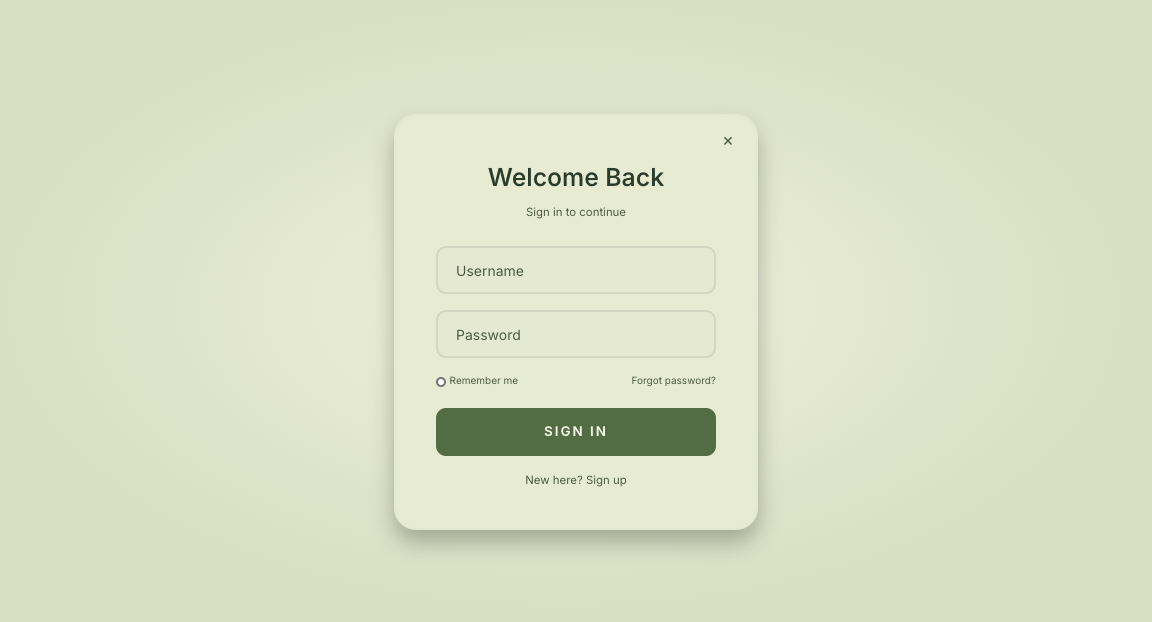 ✕
Welcome Back
Sign in to continue
Username
Password
Remember me Forgot password?
SIGN IN
New here? Sign up